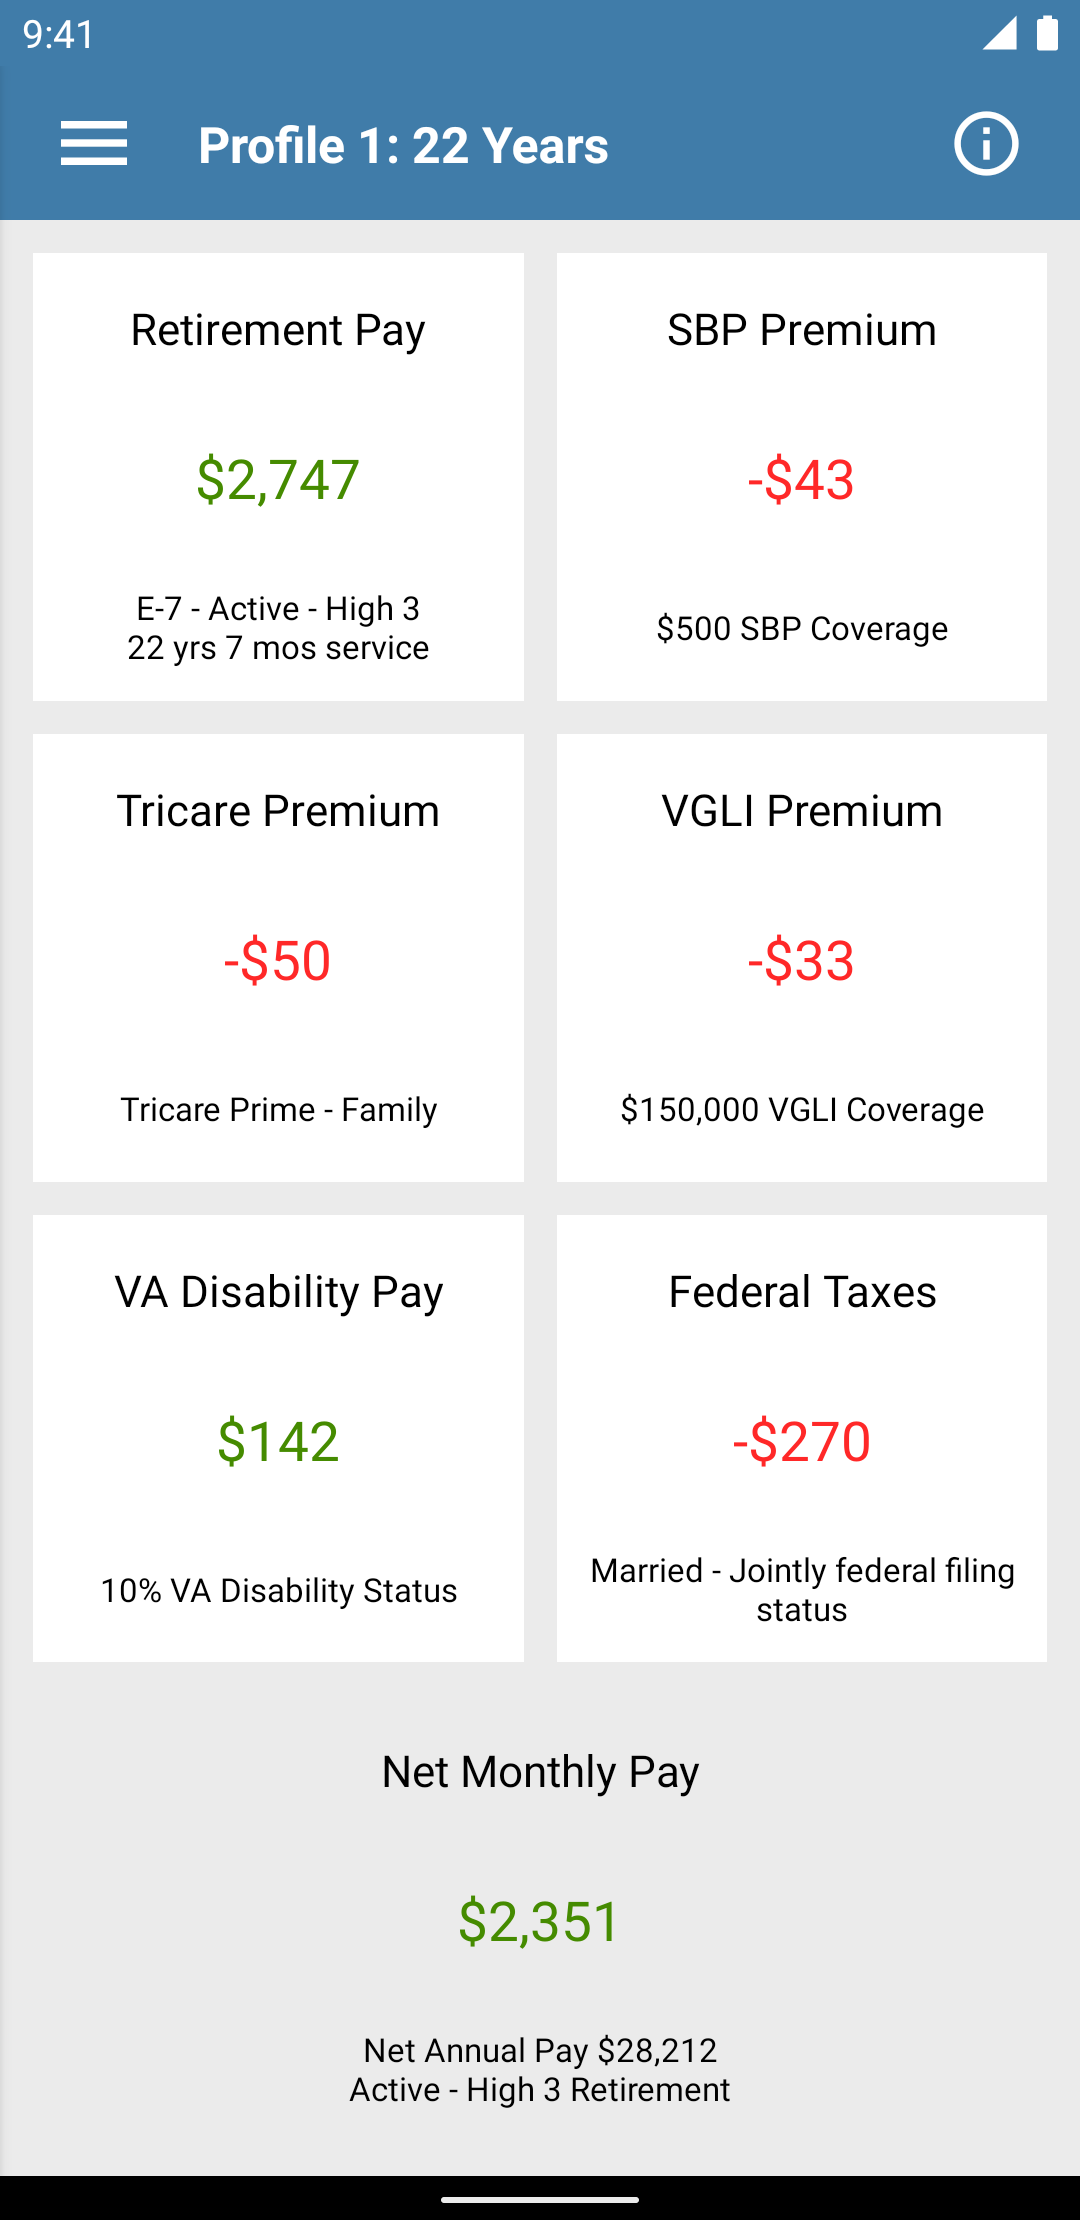 9:41
Profile 1: 22 Years
Retirement Pay
$2,747
E-7 - Active - High 3
22 yrs 7 mos service
SBP Premium
-$43
$500 SBP Coverage
Tricare Premium
-$50
Tricare Prime - Family
VGLI Premium
-$33
$150,000 VGLI Coverage
VA Disability Pay
$142
10% VA Disability Status
Federal Taxes
-$270
Married - Jointly federal filing
status
Net Monthly Pay
$2,351
Net Annual Pay $28,212
Active - High 3 Retirement